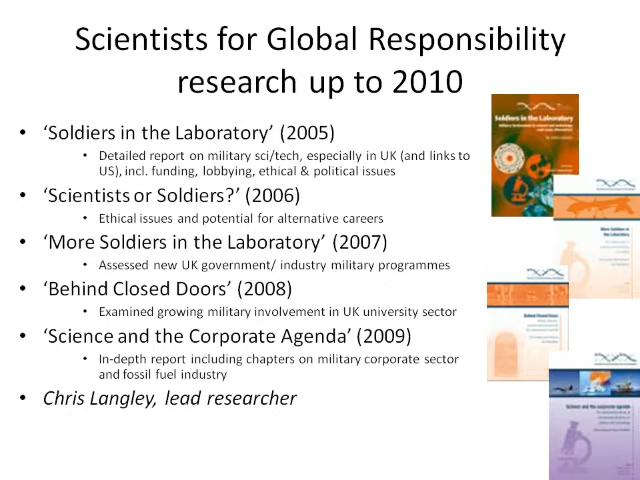 Scientists for Global Responsibility
research up to 2010
• ‘Soldiers in the Laboratory’ (2005)
• Detailed report on military sci/tech, especially in UK (and links to
US), incl. funding, lobbying, ethical & political issues
• ‘Scientists or Soldiers?’ (2006)
• Ethical issues and potential for alternative careers
• ‘More Soldiers in the Laboratory’ (2007)
• Assessed new UK government/ industry military programmes
• ‘Behind Closed Doors’ (2008)
• Examined growing military involvement in UK university sector
• ‘Science and the Corporate Agenda’ (2009)
• In-depth report including chapters on military corporate sector
and fossil fuel industry
• Chris Langley, lead researcher
Soldiers in the Laboratory
More Soldiers in
the Laboratory
Behind Closed Doors
Science and the corporate agenda